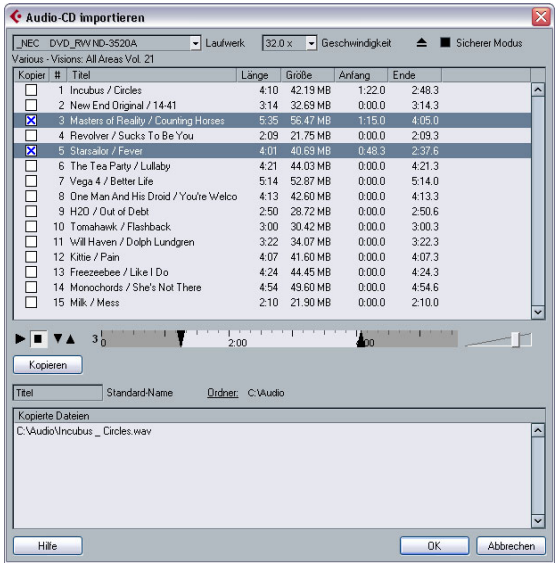 Audio-CD importieren
_NEC DVD_RW ND-3520A Laufwerk 32.0 x Geschwindigkeit Sicherer Modus
Various - Visions: All Areas Vol. 21
Kopier # Titel Länge Größe Anfang Ende
1 Incubus / Circles 4:10 42.19 MB 1:22.0 2:48.3
2 New End Original / 14-41 3:14 32.69 MB 0:00.0 3:14.3
3 Masters of Reality / Counting Horses 5:35 56.47 MB 1:15.0 4:05.0
4 Revolver / Sucks To Be You 2:09 21.75 MB 0:00.0 2:09.3
5 Starsailor / Fever 4:01 40.69 MB 0:48.3 2:37.6
6 The Tea Party / Lullaby 4:21 44.03 MB 0:00.0 4:21.3
7 Vega 4 / Better Life 5:14 52.87 MB 0:00.0 5:14.0
8 One Man And His Droid / You're Welco 4:13 42.60 MB 0:00.0 4:13.3
9 H2O / Out of Debt 2:50 28.72 MB 0:00.0 2:50.6
10 Tomahawk / Flashback 3:00 30.42 MB 0:00.0 3:00.3
11 Will Haven / Dolph Lundgren 3:22 34.07 MB 0:00.0 3:22.3
12 Kittie / Pain 4:07 41.60 MB 0:00.0 4:07.3
13 Freezeebee / Like I Do 4:24 44.45 MB 0:00.0 4:24.3
14 Monochords / She's Not There 4:54 49.60 MB 0:00.0 4:54.6
15 Milk / Mess 2:10 21.90 MB 0:00.0 2:10.0
3 0 2:00 4:00
Kopieren
Titel Standard-Name Ordner: C:\Audio
Kopierte Dateien
C:\Audio\Incubus _ Circles.wav
Hilfe OK Abbrechen